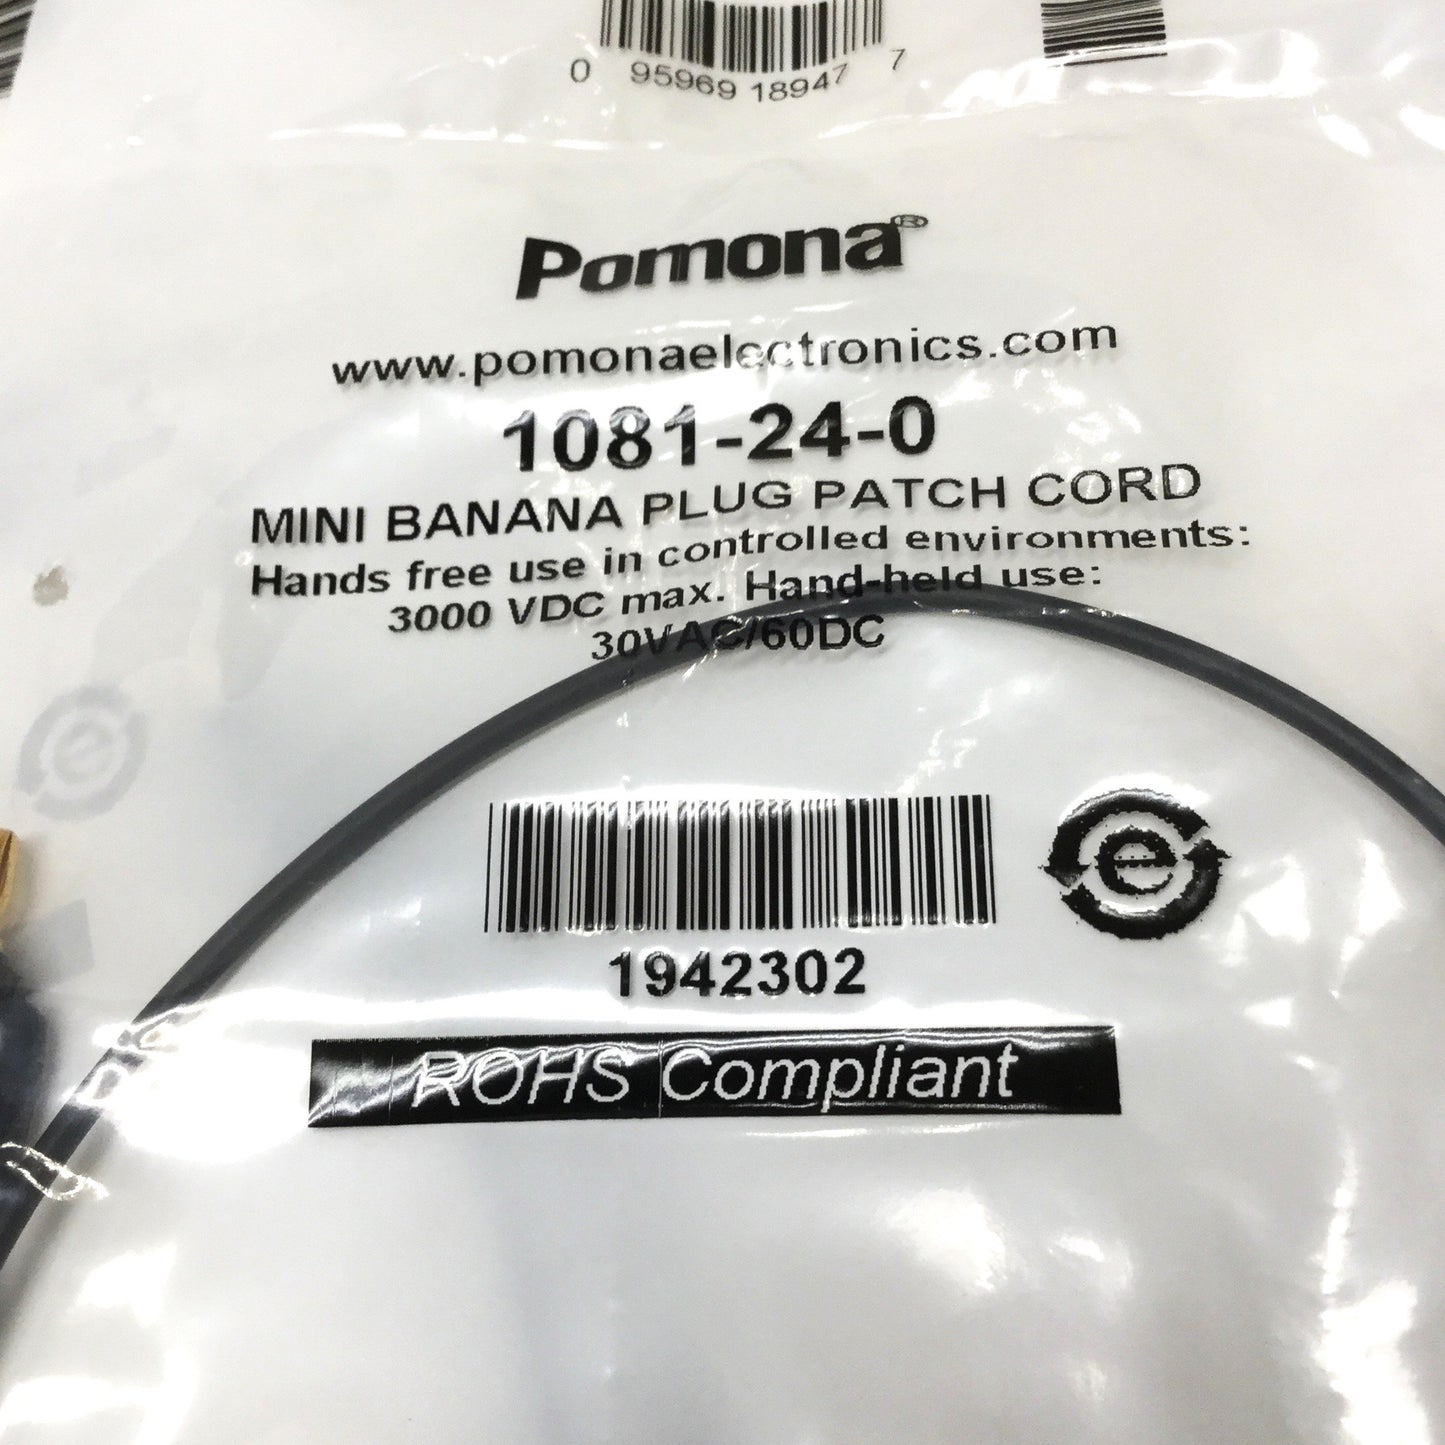 0 95969 18947 7
Pomona®
www.pomonaelectronics.com
1081-24-0
MINI BANANA PLUG PATCH CORD
Hands free use in controlled environments:
3000 VDC max. Hand-held use:
30VAC/60DC
e
1942302
ROHS Compliant